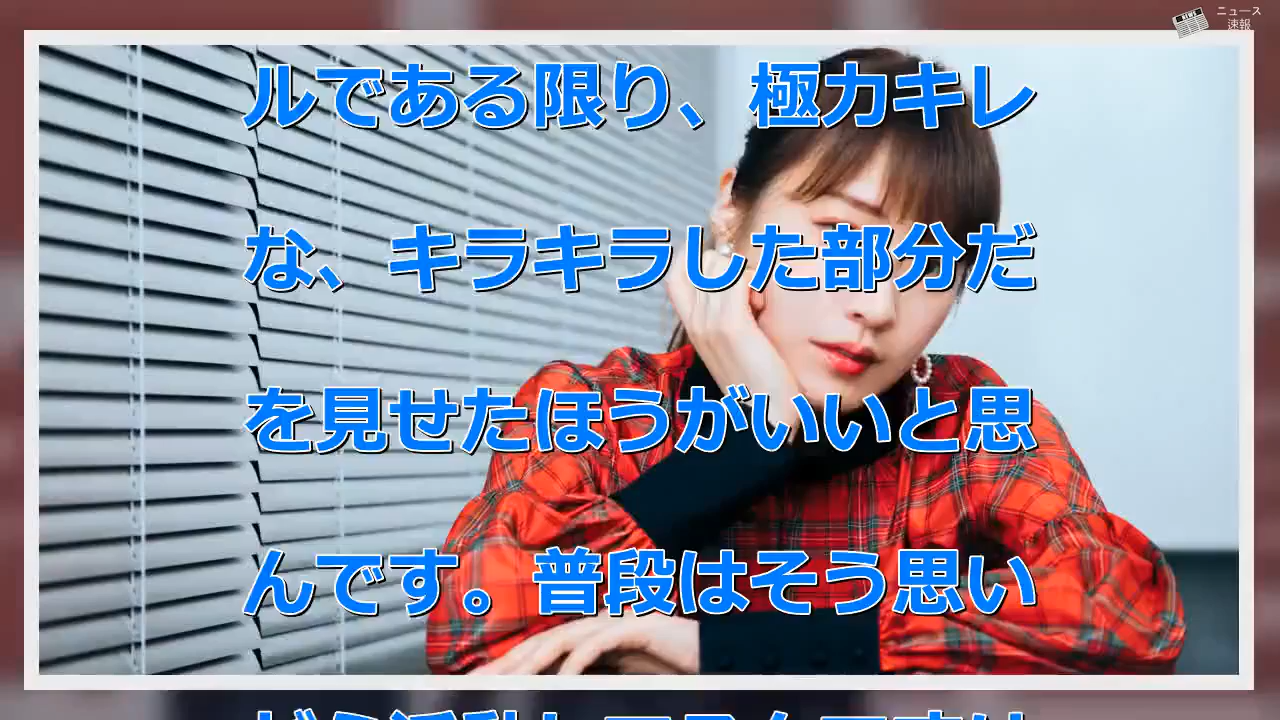 ニュース
速報
ルである限り、極力キレ
な、キラキラした部分だ
を見せたほうがいいと思
んです。普段はそう思い